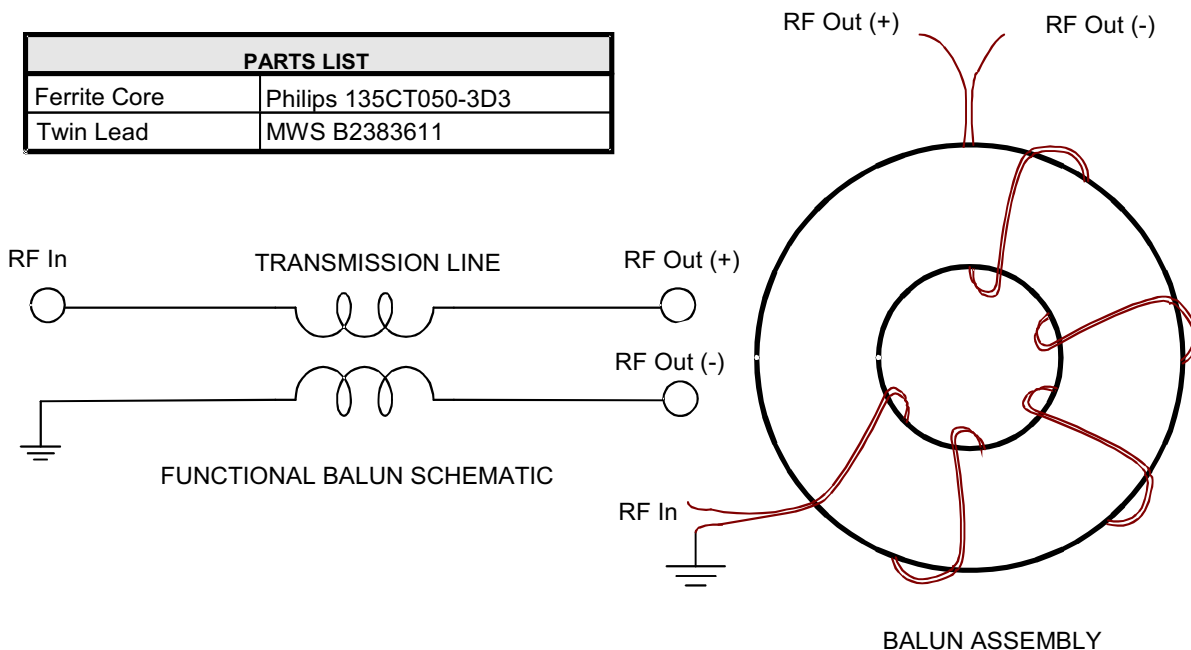 RF Out (+)
RF Out (-)
PARTS LIST
Ferrite Core
Philips 135CT050-3D3
Twin Lead
MWS B2383611
RF In
TRANSMISSION LINE
RF Out (+)
RF Out (-)
FUNCTIONAL BALUN SCHEMATIC
RF In
BALUN ASSEMBLY